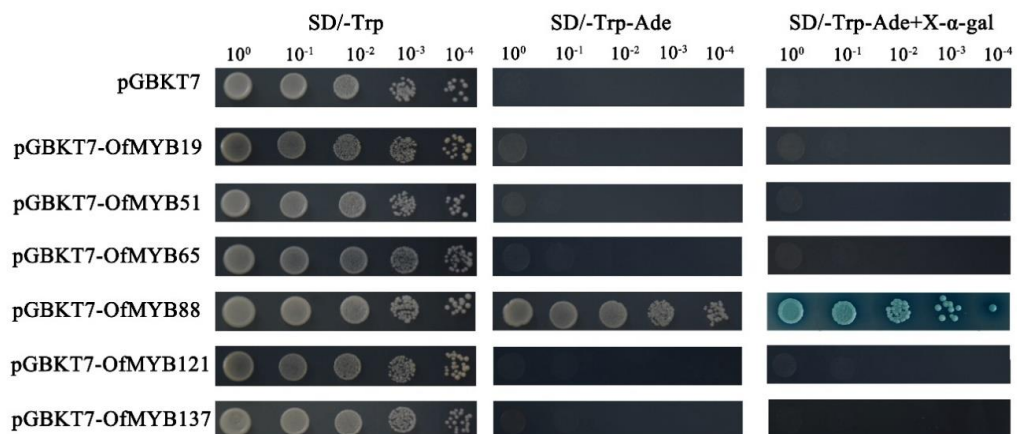 SD/-Trp SD/-Trp-Ade SD/-Trp-Ade+X-α-gal
10⁰ 10⁻¹ 10⁻² 10⁻³ 10⁻⁴ 10⁰ 10⁻¹ 10⁻² 10⁻³ 10⁻⁴ 10⁰ 10⁻¹ 10⁻² 10⁻³ 10⁻⁴
pGBKT7
pGBKT7-OfMYB19
pGBKT7-OfMYB51
pGBKT7-OfMYB65
pGBKT7-OfMYB88
pGBKT7-OfMYB121
pGBKT7-OfMYB137